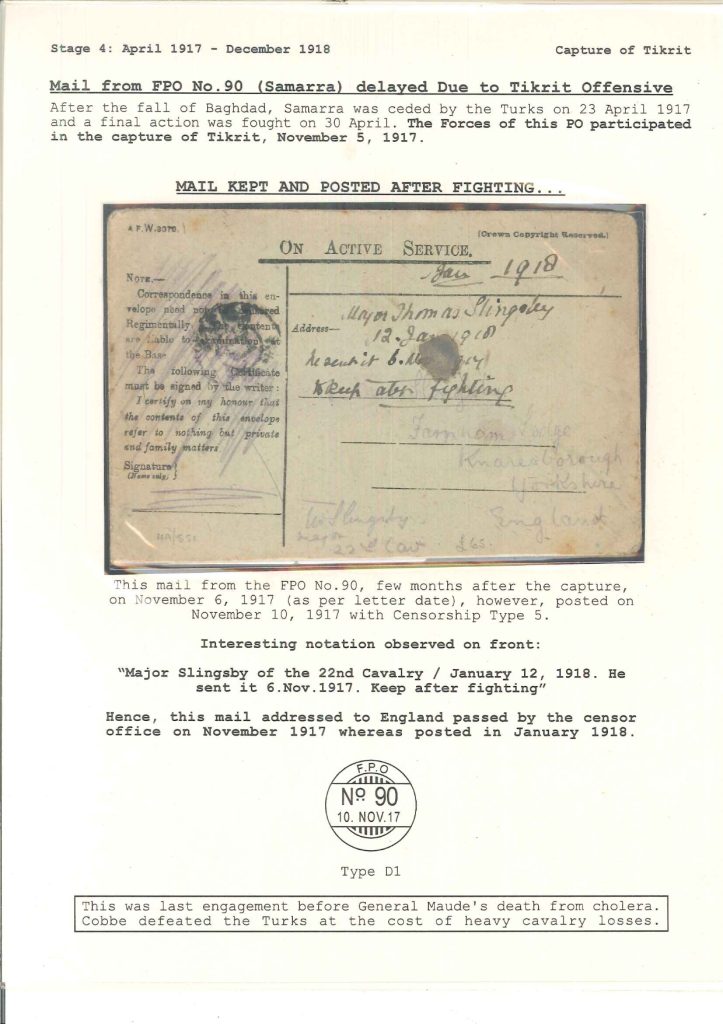 Stage 4: April 1917 - December 1918
Capture of Tikrit
Mail from FPO No.90 (Samarra) delayed Due to Tikrit Offensive
After the fall of Baghdad, Samarra was ceded by the Turks on 23 April 1917
and a final action was fought on 30 April. The Forces of this PO participated
in the capture of Tikrit, November 5, 1917.
MAIL KEPT AND POSTED AFTER FIGHTING...
A F.W.3078.
(Crown Copyright Reserved.)
ON ACTIVE SERVICE.
Jan 1918
NOTE.—
Correspondence in this en-
velope need not be
Regimentally. The contents
are liable to examination at
the Base
The following Certificate
must be signed by the writer:
I certify on my honour that
the contents of this envelope
refer to nothing but private
and family matters
Signature
(Name only.)
Major Thomas Slingsby
Address—
12 Jan 1918
He sent it 6. Nov
Keep after fighting
Farnham Lodge
Knaresborough
Yorkshire
England
Slingsby
Major
22nd Cav
£65.
This mail from the FPO No.90, few months after the capture,
on November 6, 1917 (as per letter date), however, posted on
November 10, 1917 with Censorship Type 5.
Interesting notation observed on front:
“Major Slingsby of the 22nd Cavalry / January 12, 1918. He
sent it 6.Nov.1917. Keep after fighting”
Hence, this mail addressed to England passed by the censor
office on November 1917 whereas posted in January 1918.
F.P.O
No 90
10. NOV.17
Type D1
This was last engagement before General Maude's death from cholera.
Cobbe defeated the Turks at the cost of heavy cavalry losses.